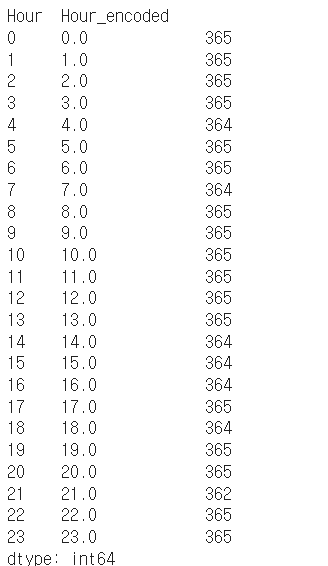 Hour  Hour_encoded
0     0.0             365
1     1.0             365
2     2.0             365
3     3.0             365
4     4.0             364
5     5.0             365
6     6.0             365
7     7.0             364
8     8.0             365
9     9.0             365
10    10.0            365
11    11.0            365
12    12.0            365
13    13.0            365
14    14.0            364
15    15.0            364
16    16.0            364
17    17.0            365
18    18.0            364
19    19.0            365
20    20.0            365
21    21.0            362
22    22.0            365
23    23.0            365
dtype: int64